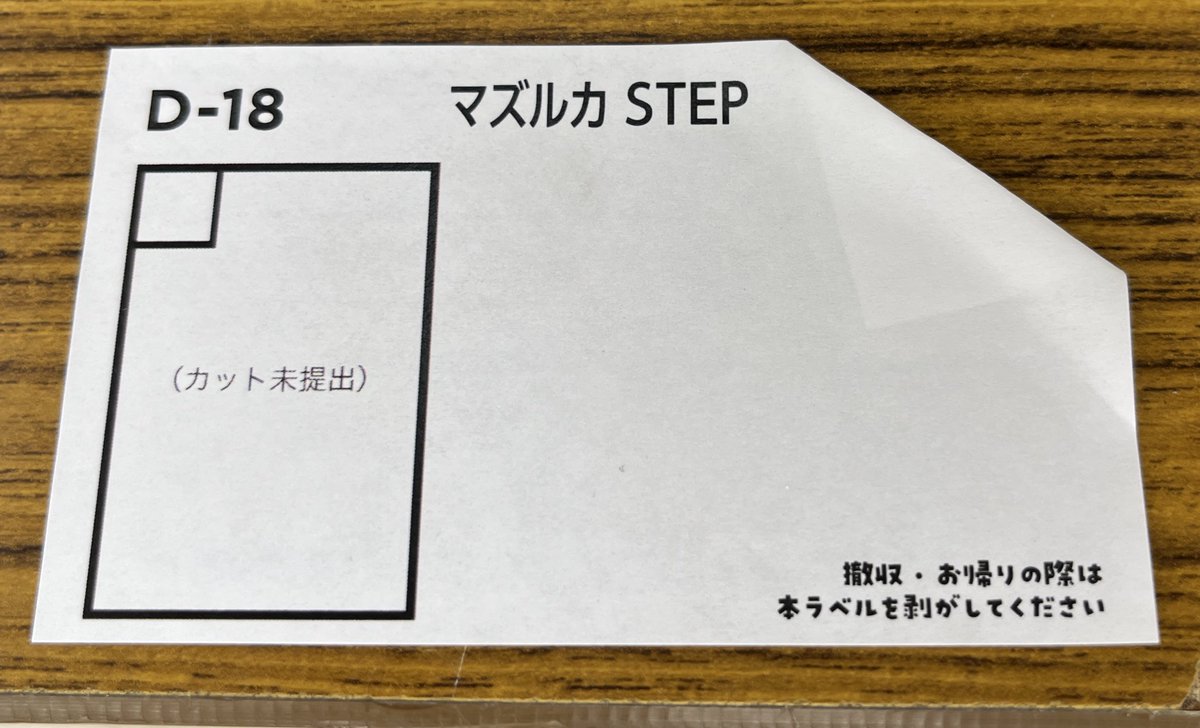 D-18
マズルカ STEP
（カット未提出）
撤収・お帰りの際は
本ラベルを剥がしてください